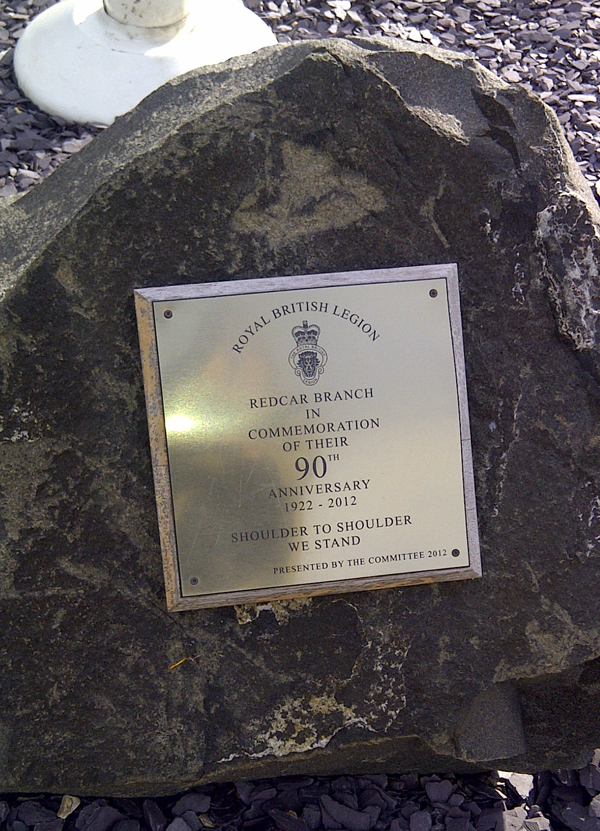 ROYAL BRITISH LEGION
REDCAR BRANCH
IN
COMMEMORATION
OF THEIR
90TH
ANNIVERSARY
1922 - 2012
SHOULDER TO SHOULDER
WE STAND
PRESENTED BY THE COMMITTEE 2012